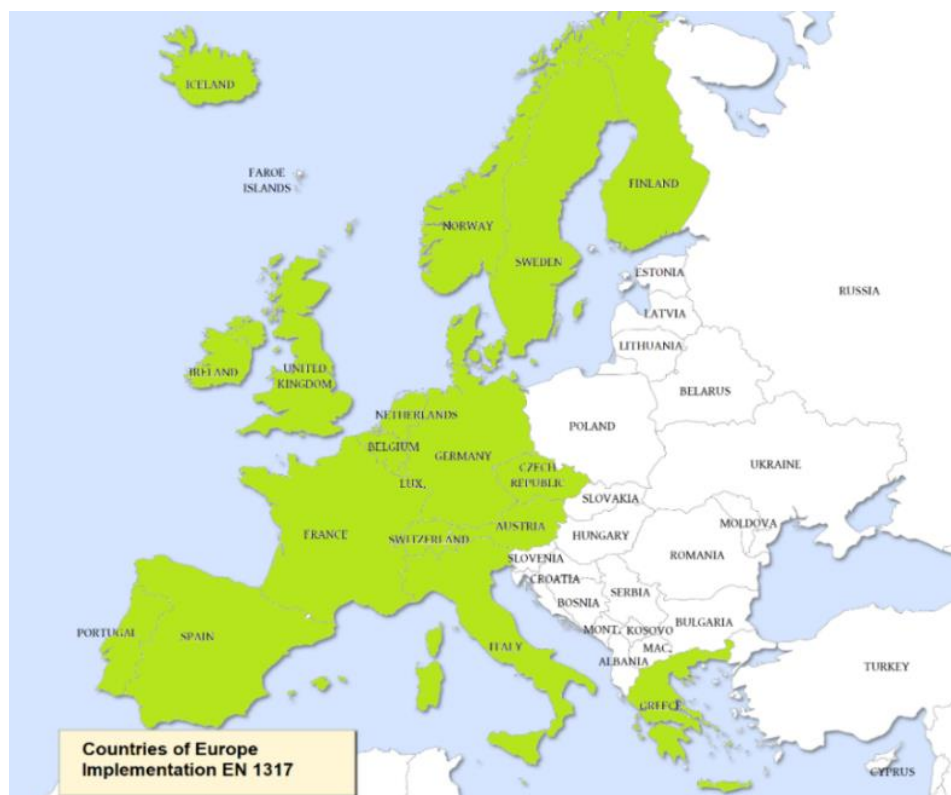 ICELAND
FAROE
ISLANDS
FINLAND
NORWAY
SWEDEN
ESTONIA
RUSSIA
LATVIA
LITHUANIA
IRELAND
UNITED
KINGDOM
BELARUS
NETHERLANDS
POLAND
BELGIUM
GERMANY
CZECH
REPUBLIC
UKRAINE
LUX.
SLOVAKIA
AUSTRIA
MOLDOVA
FRANCE
SWITZERLAND
HUNGARY
SLOVENIA
ROMANIA
CROATIA
SERBIA
BOSNIA
BULGARIA
PORTUGAL
SPAIN
MONT.
KOSOVO
ITALY
MAC.
ALBANIA
TURKEY
GREECE
CYPRUS
Countries of Europe
Implementation EN 1317